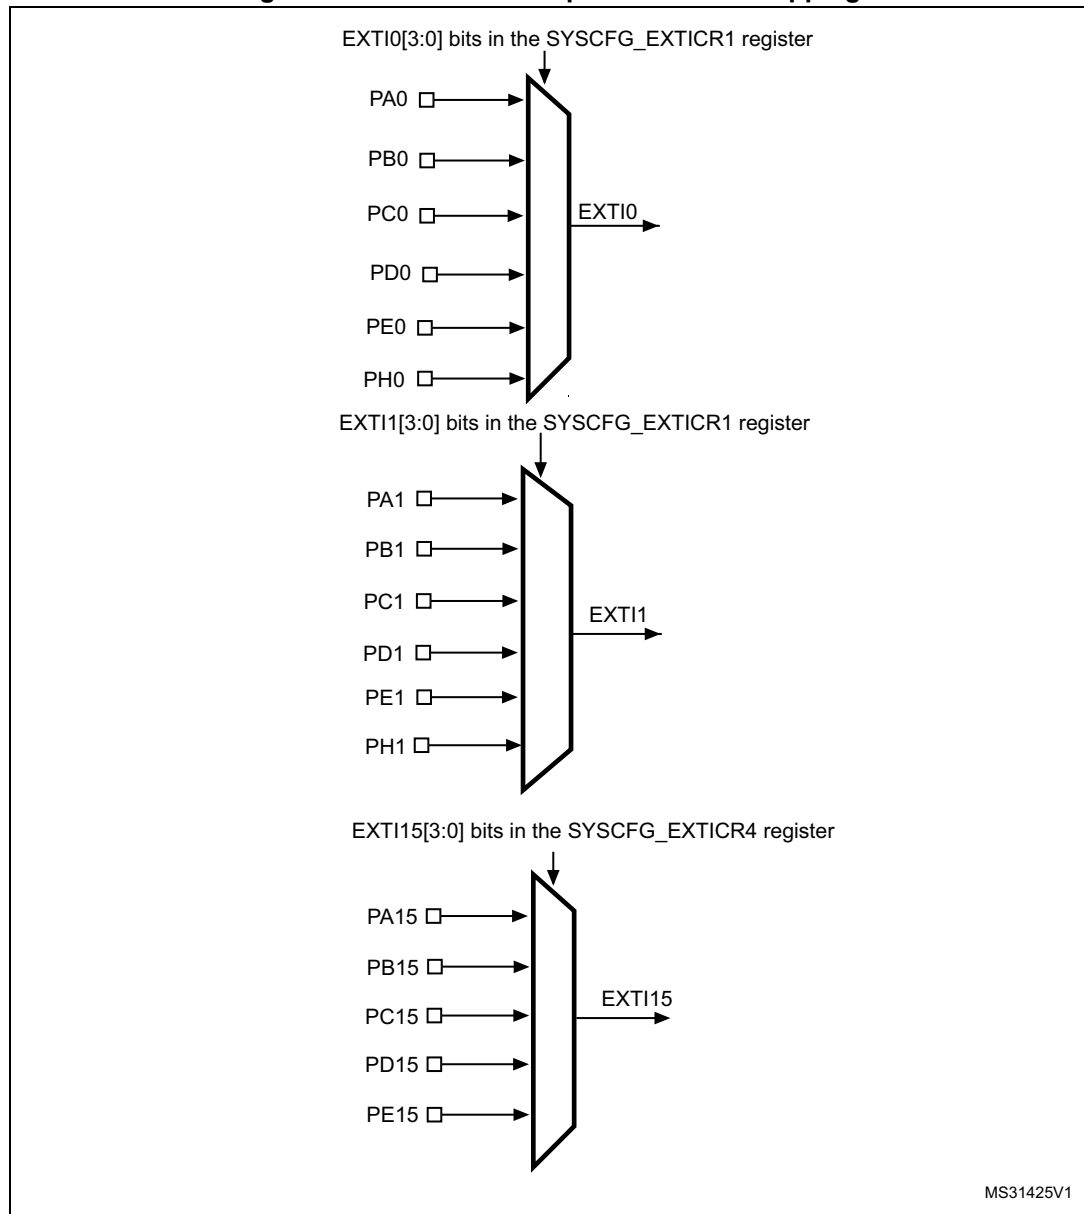 EXTI0[3:0] bits in the SYSCFG_EXTICR1 register
PA0
PB0
PC0
EXTI0
PD0
PE0
PH0
EXTI1[3:0] bits in the SYSCFG_EXTICR1 register
PA1
PB1
PC1
EXTI1
PD1
PE1
PH1
EXTI15[3:0] bits in the SYSCFG_EXTICR4 register
PA15
PB15
PC15
EXTI15
PD15
PE15
MS31425V1